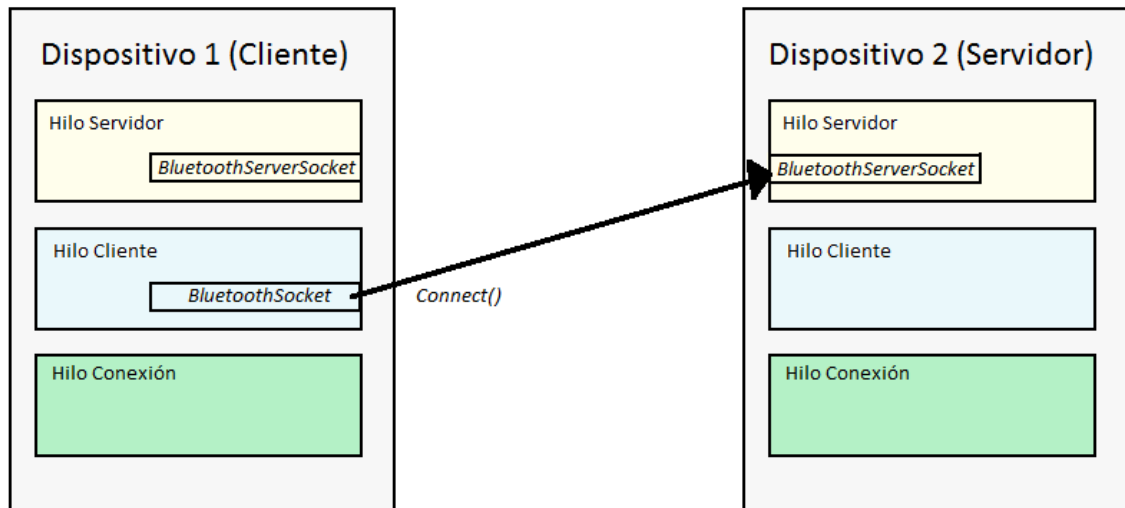 Dispositivo 1 (Cliente)
Hilo Servidor
BluetoothServerSocket
Hilo Cliente
BluetoothSocket
Hilo Conexión
Connect()
Dispositivo 2 (Servidor)
Hilo Servidor
BluetoothServerSocket
Hilo Cliente
Hilo Conexión